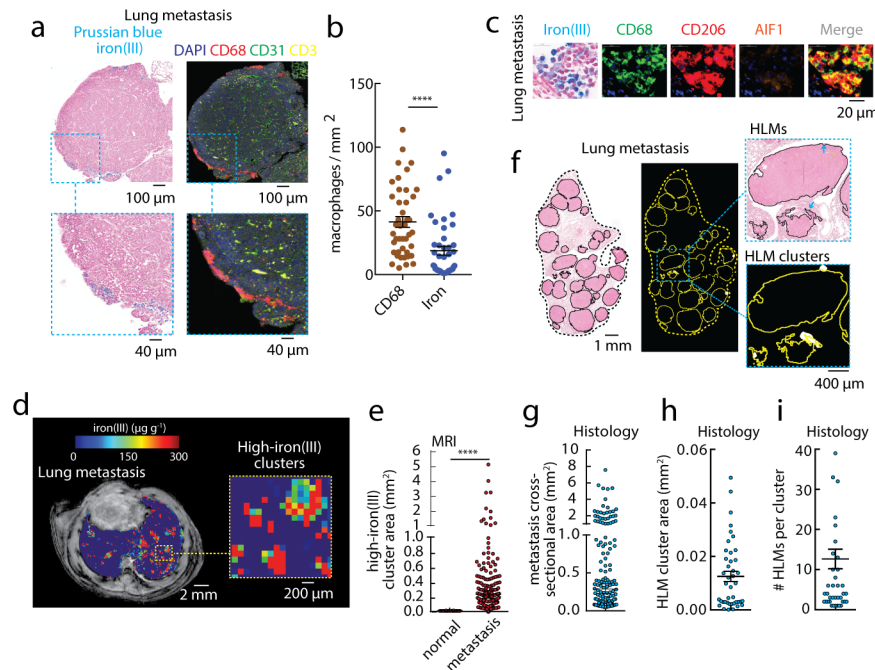 Lung metastasis
a
Prussian blue
iron(III)
DAPI CD68 CD31 CD3
100 µm
100 µm
40 µm
40 µm
b
macrophages / mm 2
150
100
50
0
****
CD68
Iron
c
Lung metastasis
Iron(III)
CD68
CD206
AIF1
Merge
20 µm
f
Lung metastasis
1 mm
HLMs
HLM clusters
400 µm
d
iron(III) (µg g-1)
0
150
300
Lung metastasis
2 mm
High-iron(III)
clusters
200 µm
e
MRI
****
high-iron(III)
cluster area (mm2)
6
5
4
3
2
1
1.0
0.8
0.6
0.4
0.2
0.0
normal
metastasis
g
Histology
metastasis cross-
sectional area (mm2)
10
8
6
4
2
0
1.0
0.5
0.0
h
Histology
HLM cluster area (mm2)
0.06
0.04
0.02
0.00
i
Histology
# HLMs per cluster
40
30
20
10
0